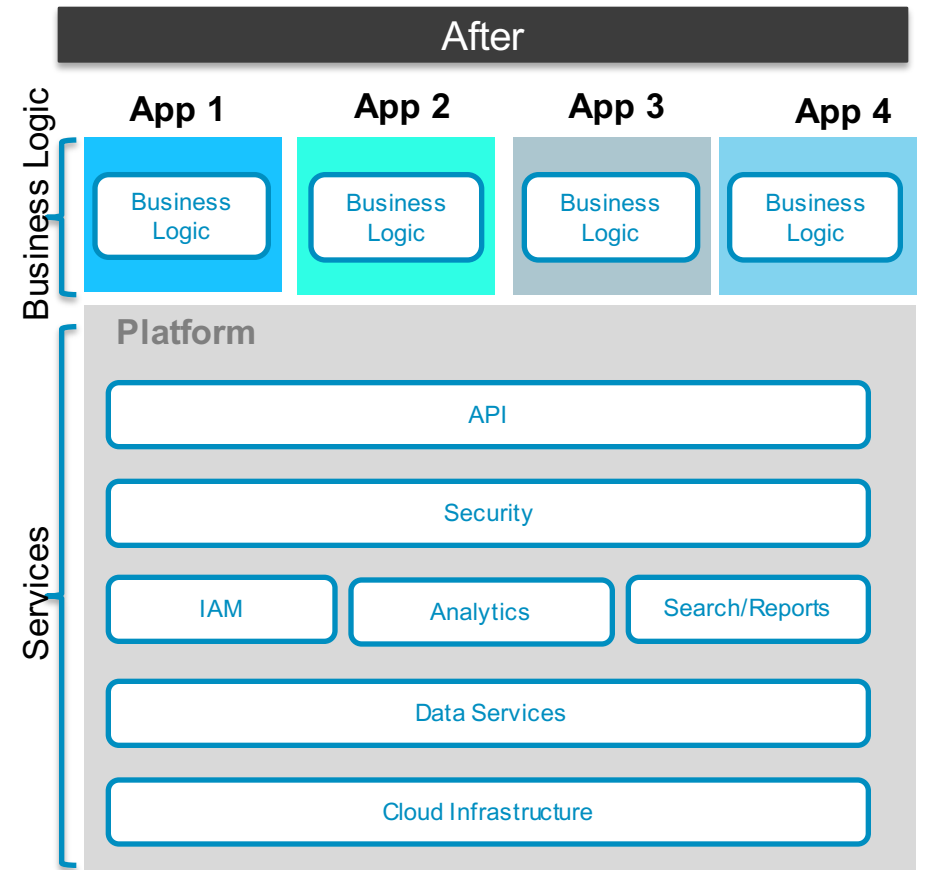 After
App 1
App 2
App 3
App 4
Business Logic
Business
Logic
Business
Logic
Business
Logic
Business
Logic
Platform
Services
API
Security
IAM
Analytics
Search/Reports
Data Services
Cloud Infrastructure